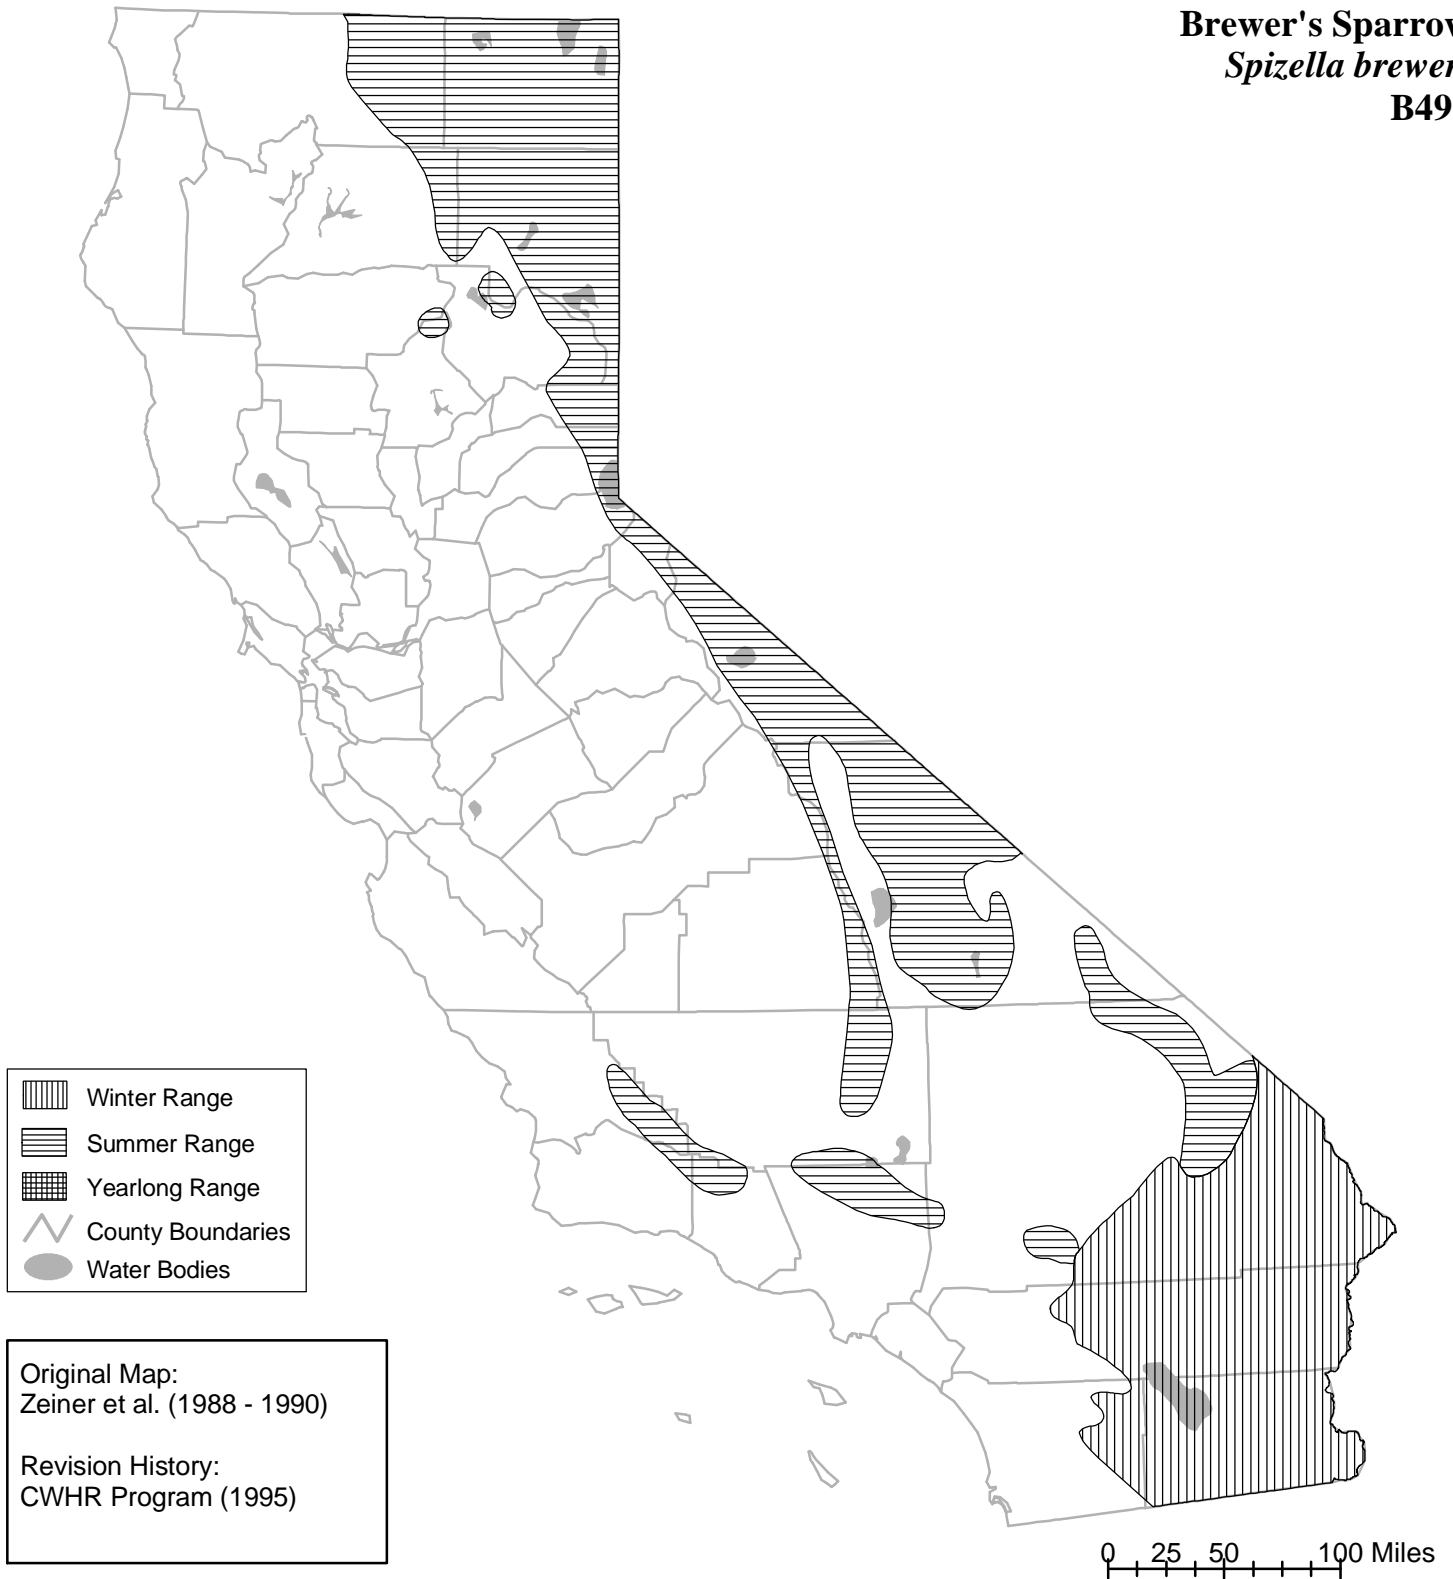 Brewer's Sparrow
Spizella brewer
B49
Winter Range
Summer Range
Yearlong Range
County Boundaries
Water Bodies
Original Map:
Zeiner et al. (1988 - 1990)
Revision History:
CWHR Program (1995)
0 25 50 100 Miles